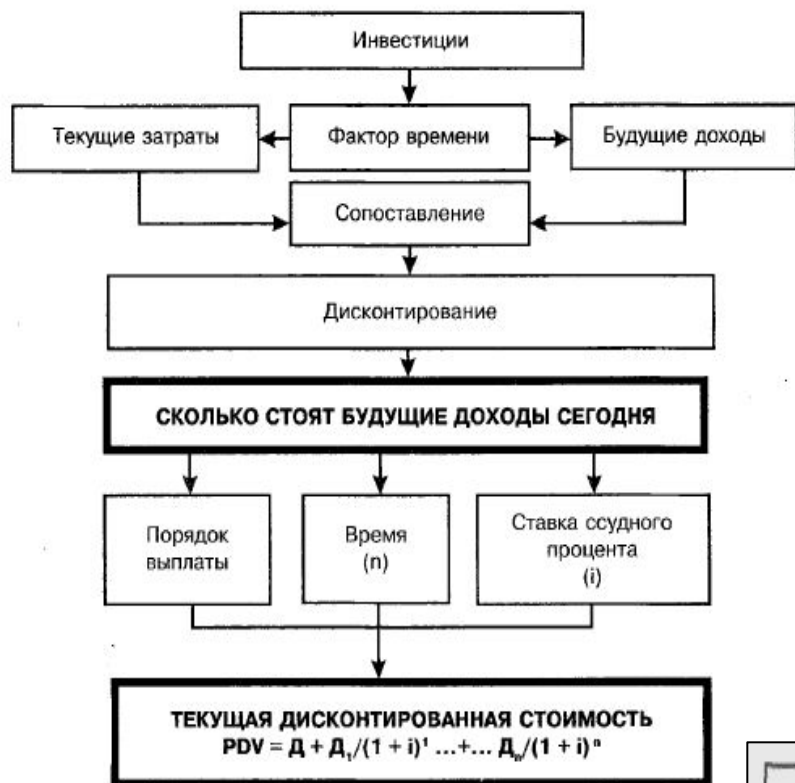 Инвестиции
Текущие затраты
Фактор времени
Будущие доходы
Сопоставление
Дисконтирование
СКОЛЬКО СТОЯТ БУДУЩИЕ ДОХОДЫ СЕГОДНЯ
Порядок
выплаты
Время
(n)
Ставка ссудного
процента
(i)
ТЕКУЩАЯ ДИСКОНТИРОВАННАЯ СТОИМОСТЬ
PDV = Д + Д₁/(1 + i)¹ ...+... Дₙ/(1 + i)ⁿ